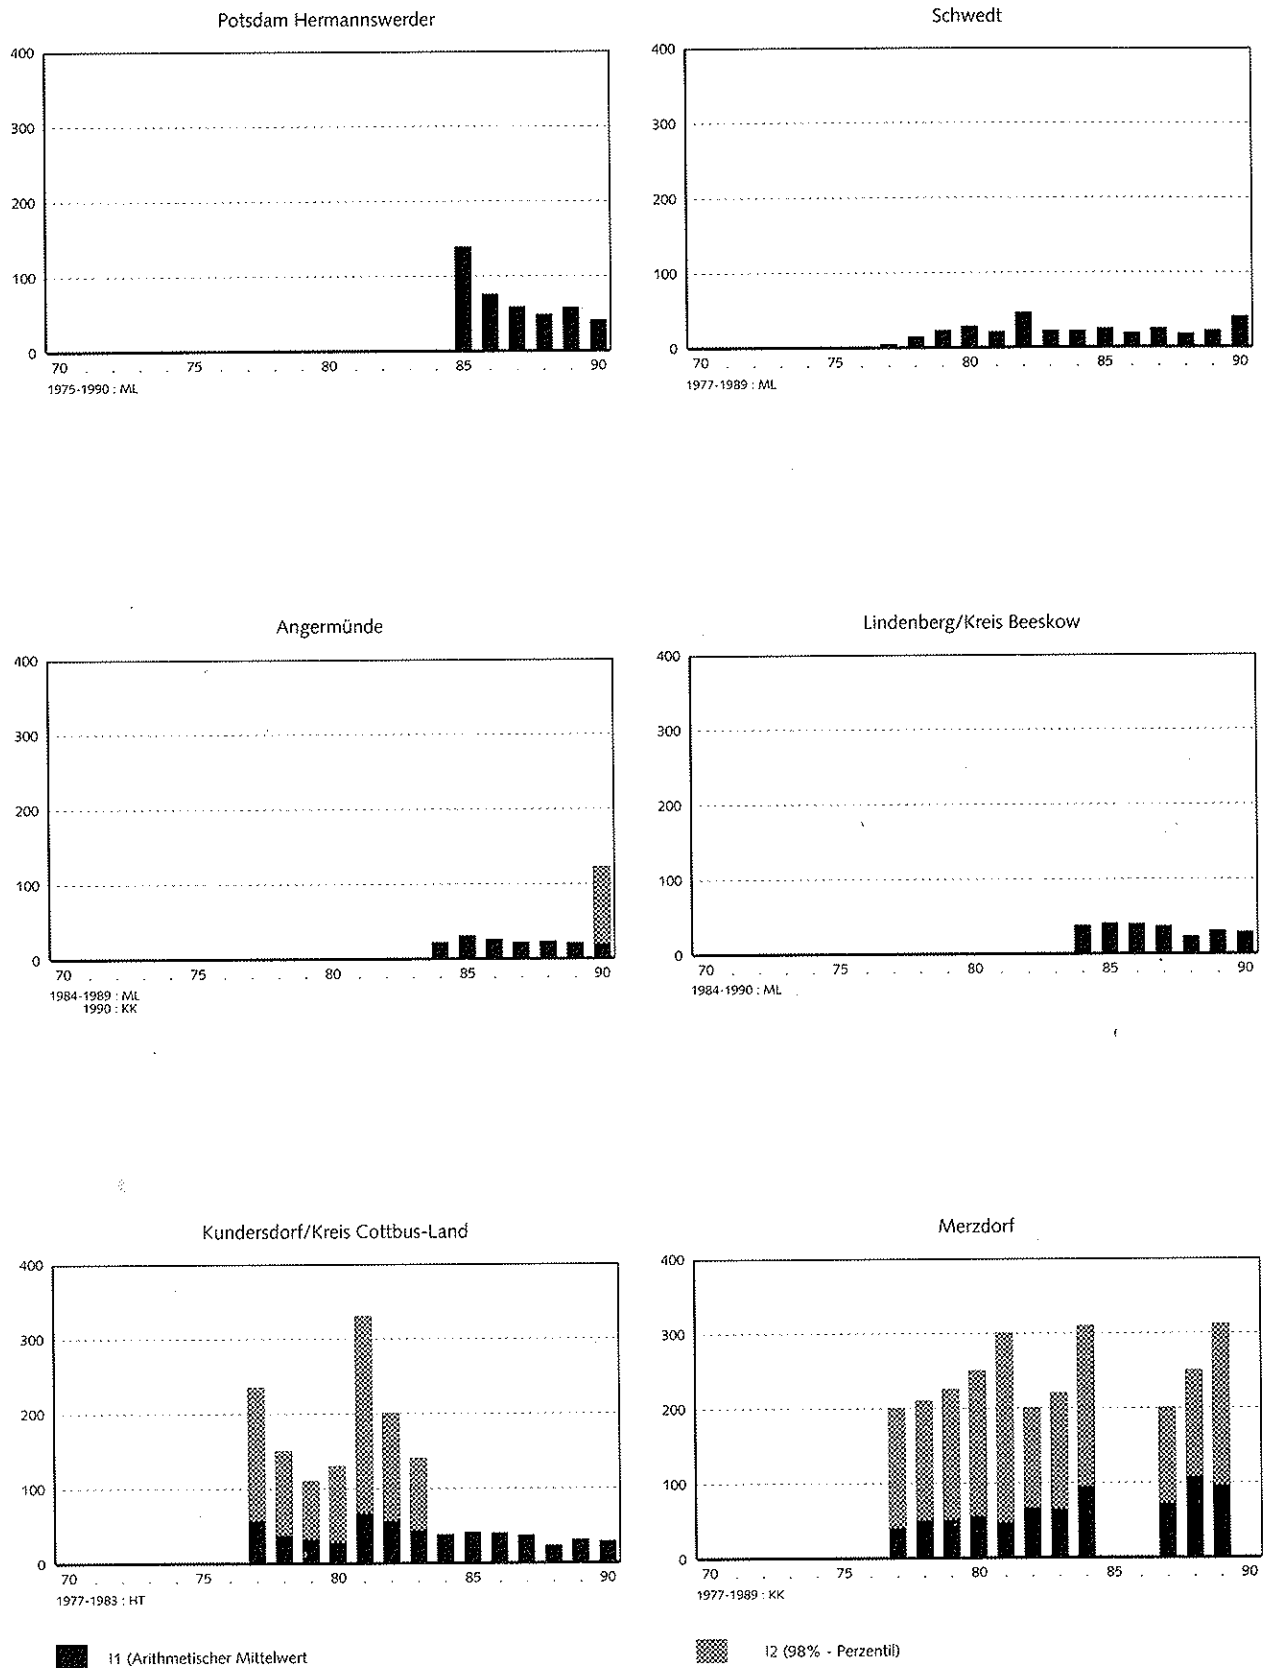 Potsdam Hermannswerder
400
300
200
100
0
70 . . . . 75 . . . . 80 . . . . 85 . . . . 90
1975-1990 : ML
Schwedt
400
300
200
100
0
70 . . . . 75 . . . . 80 . . . . 85 . . . . 90
1977-1989 : ML
Angermünde
400
300
200
100
0
70 . . . . 75 . . . . 80 . . . . 85 . . . . 90
1984-1989 : ML
1990 : KK
Lindenberg/Kreis Beeskow
400
300
200
100
0
70 . . . . 75 . . . . 80 . . . . 85 . . . . 90
1984-1990 : ML
Kundersdorf/Kreis Cottbus-Land
400
300
200
100
0
70 . . . . 75 . . . . 80 . . . . 85 . . . . 90
1977-1983 : HT
Merzdorf
400
300
200
100
0
70 . . . . 75 . . . . 80 . . . . 85 . . . . 90
1977-1989 : KK
I1 (Arithmetischer Mittelwert
I2 (98% - Perzentil)